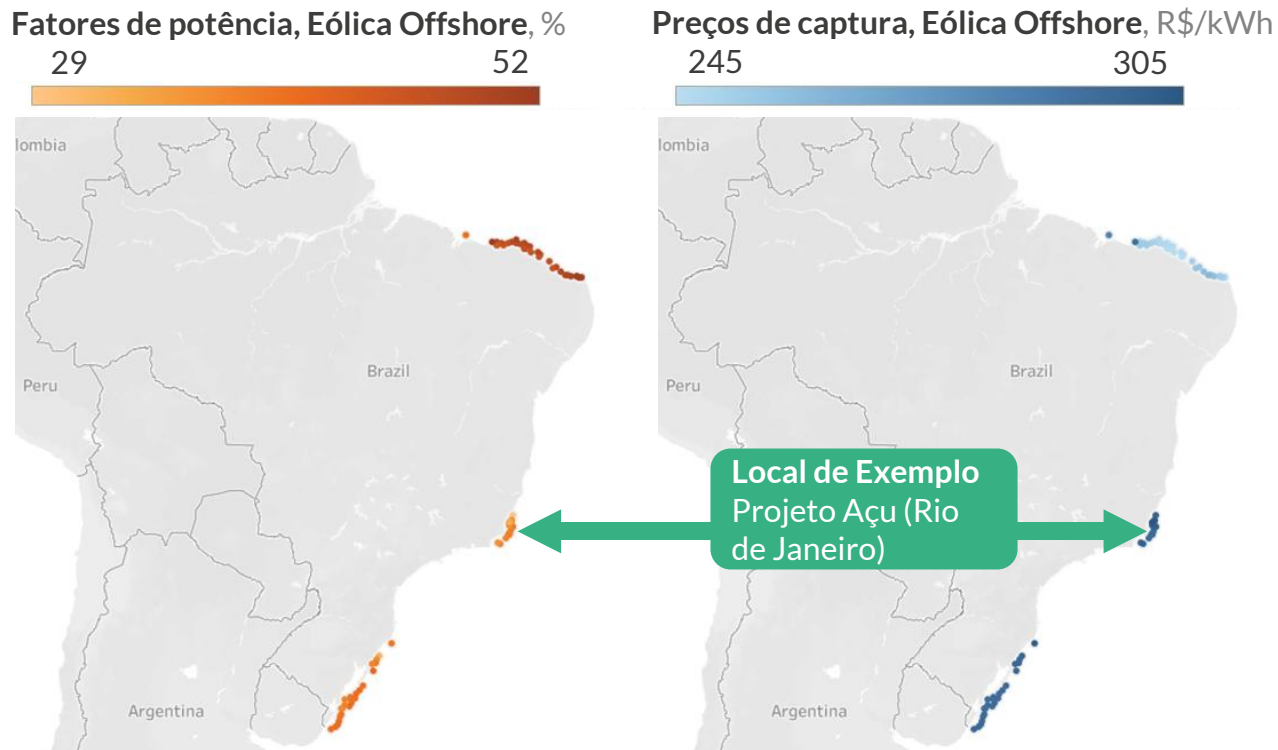 Fatores de potência, Eólica Offshore, %
29
52
lombia
Brazil
Peru
Argentina
Preços de captura, Eólica Offshore, R$/kWh
245
305
lombia
Brazil
Peru
Argentina
Local de Exemplo
Projeto Açu (Rio
de Janeiro)